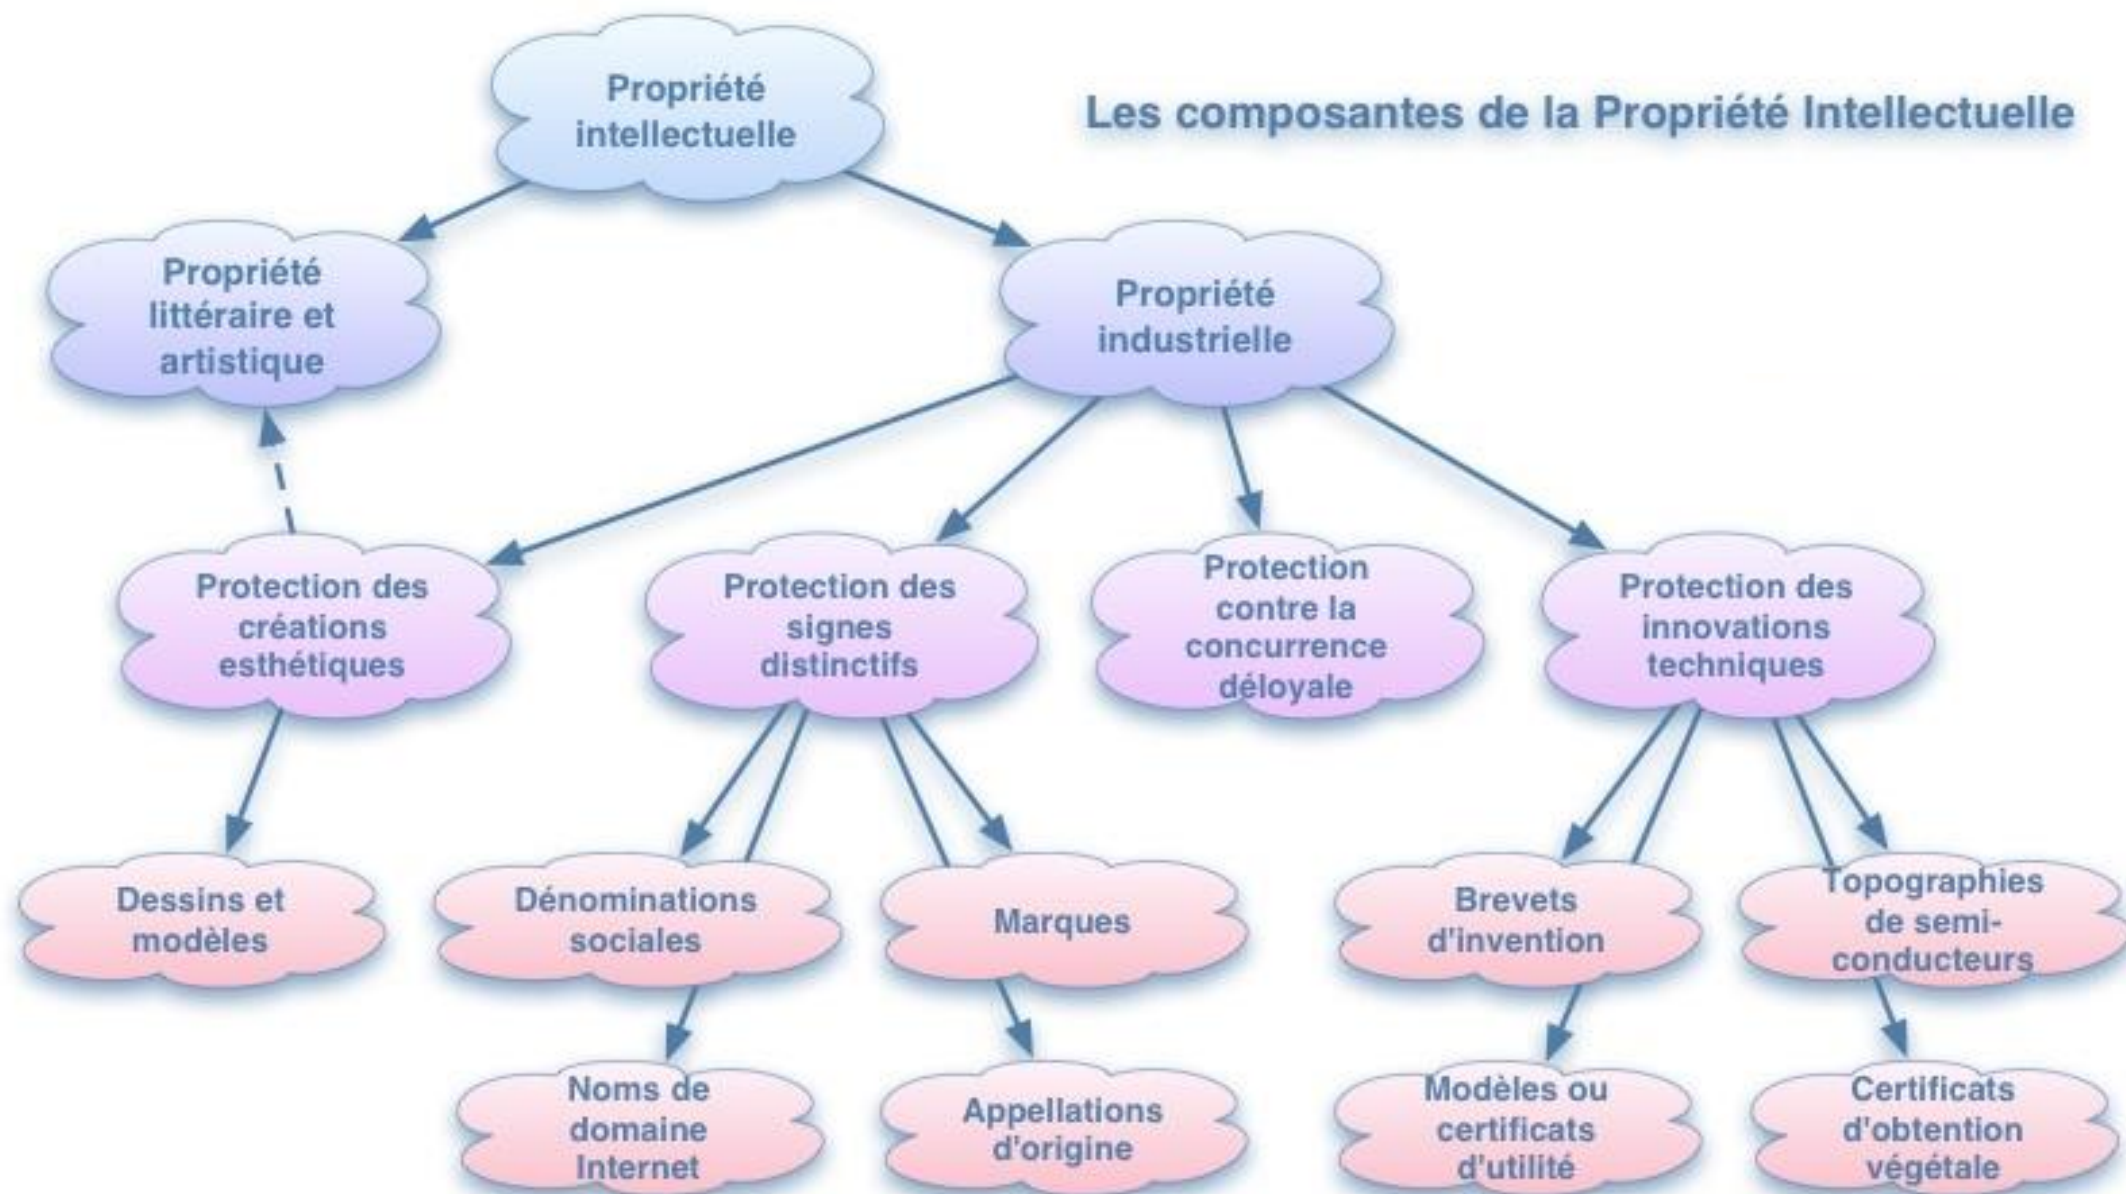 Propriété
intellectuelle
Les composantes de la Propriété Intellectuelle
Propriété
littéraire et
artistique
Propriété
industrielle
Protection des
créations
esthétiques
Protection des
signes
distinctifs
Protection
contre la
concurrence
déloyale
Protection des
innovations
techniques
Dessins et
modèles
Dénominations
sociales
Marques
Brevets
d'invention
Topographies
de semi-
conducteurs
Noms de
domaine
Internet
Appellations
d'origine
Modèles ou
certificats
d'utilité
Certificats
d'obtention
végétale